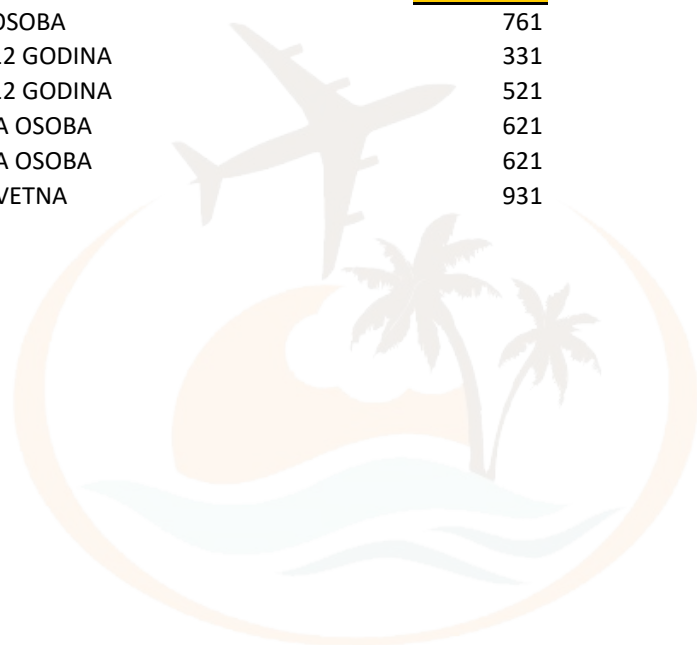 OSOBA 761
12 GODINA 331
12 GODINA 521
A OSOBA 621
A OSOBA 621
VETNA 931